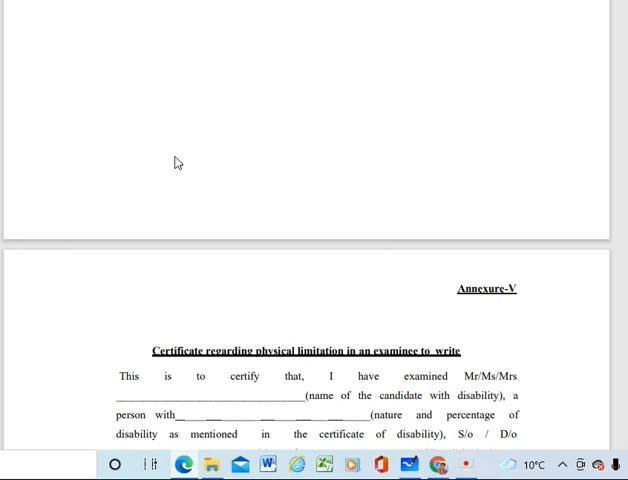 Annexure-V
Certificate regarding physical limitation in an examinee to write
This is to certify that, I have examined Mr/Ms/Mrs
(name of the candidate with disability), a
person with (nature and percentage of
disability as mentioned in the certificate of disability), S/o / D/o
10°C